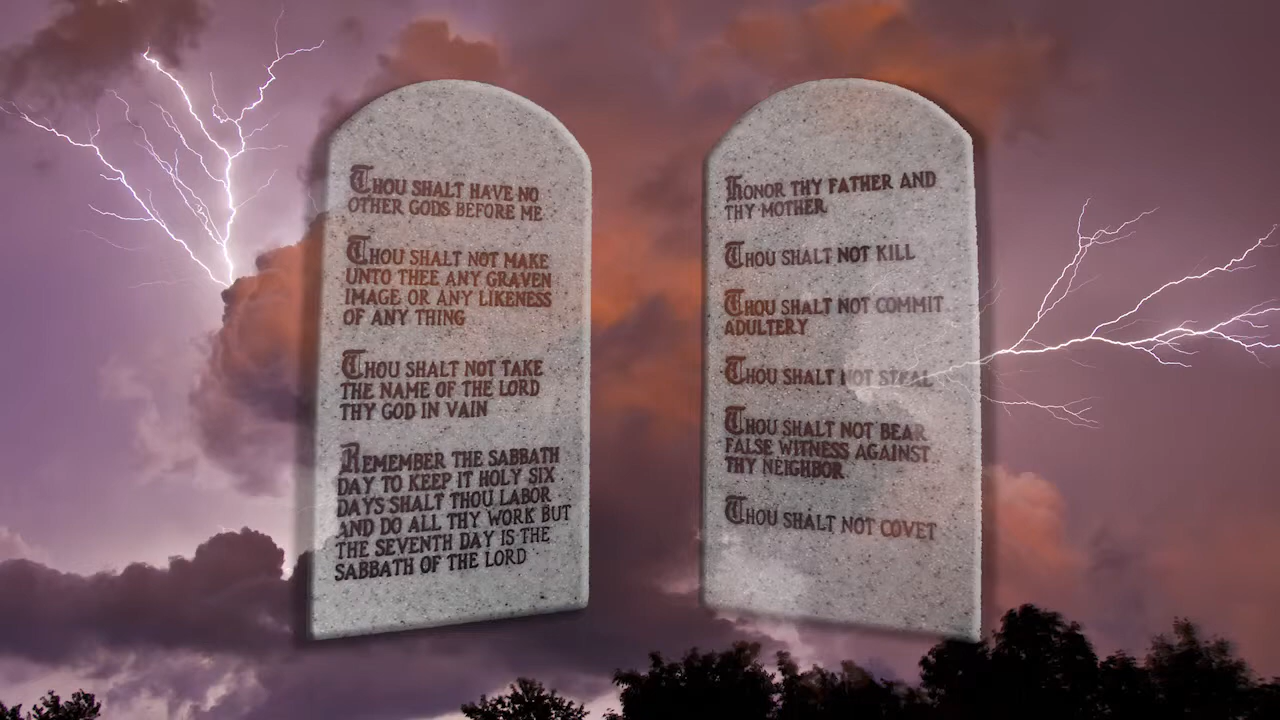 THOU SHALT HAVE NO
OTHER GODS BEFORE ME
THOU SHALT NOT MAKE
UNTO THEE ANY GRAVEN
IMAGE OR ANY LIKENESS
OF ANY THING
THOU SHALT NOT TAKE
THE NAME OF THE LORD
THY GOD IN VAIN
REMEMBER THE SABBATH
DAY TO KEEP IT HOLY SIX
DAYS SHALT THOU LABOR
AND DO ALL THY WORK BUT
THE SEVENTH DAY IS THE
SABBATH OF THE LORD
HONOR THY FATHER AND
THY MOTHER
THOU SHALT NOT KILL
THOU SHALT NOT COMMIT
ADULTERY
THOU SHALT NOT STEAL
THOU SHALT NOT BEAR
FALSE WITNESS AGAINST
THY NEIGHBOR
THOU SHALT NOT COVET